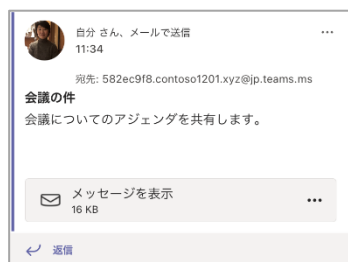 自分 さん、メールで送信
11:34
宛先: 582ec9f8.contoso1201.xyz@jp.teams.ms
会議の件
会議についてのアジェンダを共有します。
メッセージを表示
16 KB
返信